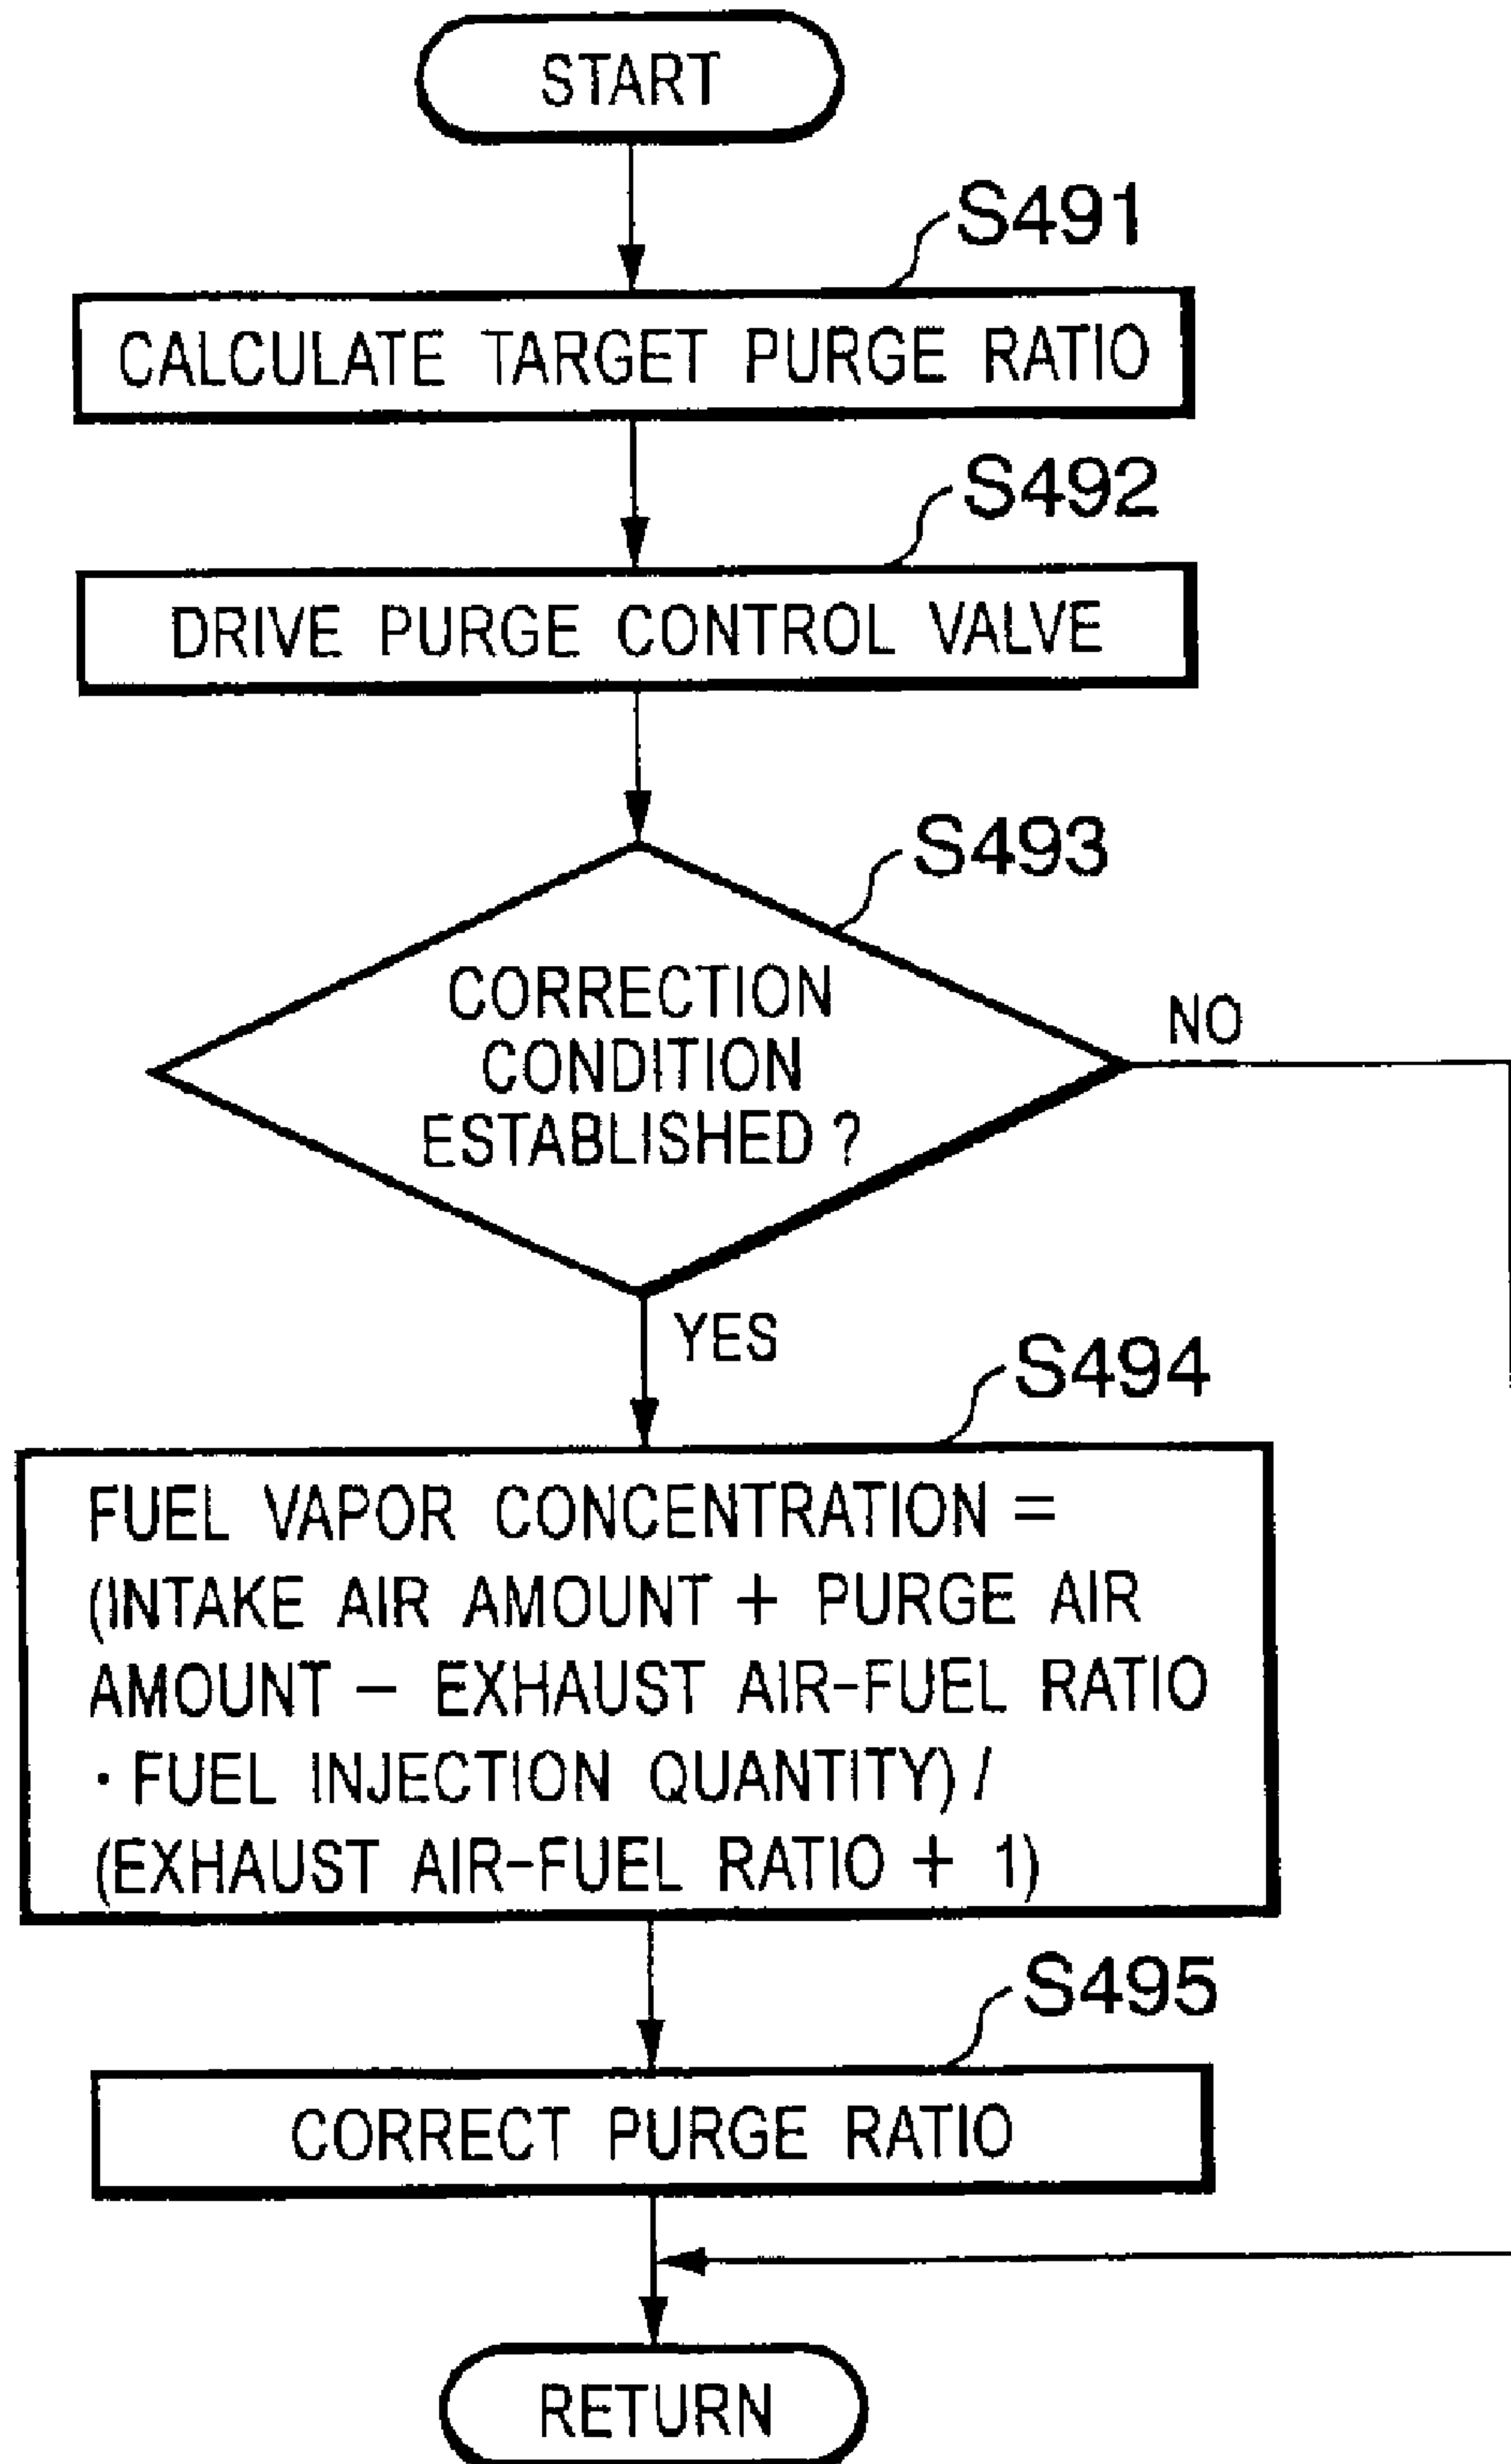 START
S491
CALCULATE TARGET PURGE RATIO
S492
DRIVE PURGE CONTROL VALVE
S493
CORRECTION
CONDITION
ESTABLISHED ?
NO
YES
S494
FUEL VAPOR CONCENTRATION =
(INTAKE AIR AMOUNT + PURGE AIR
AMOUNT — EXHAUST AIR-FUEL RATIO
· FUEL INJECTION QUANTITY) /
(EXHAUST AIR-FUEL RATIO + 1)
S495
CORRECT PURGE RATIO
RETURN